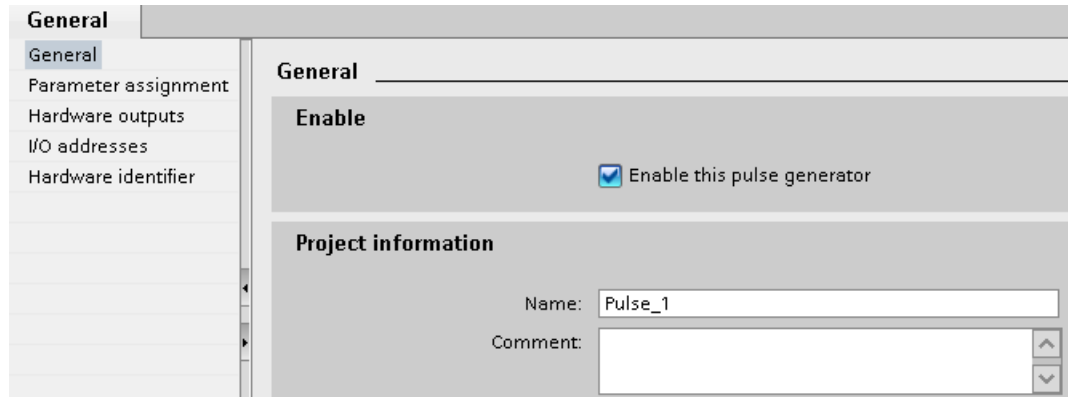 General
General
Parameter assignment
Hardware outputs
I/O addresses
Hardware identifier
General
Enable
Enable this pulse generator
Project information
Name: Pulse_1
Comment: